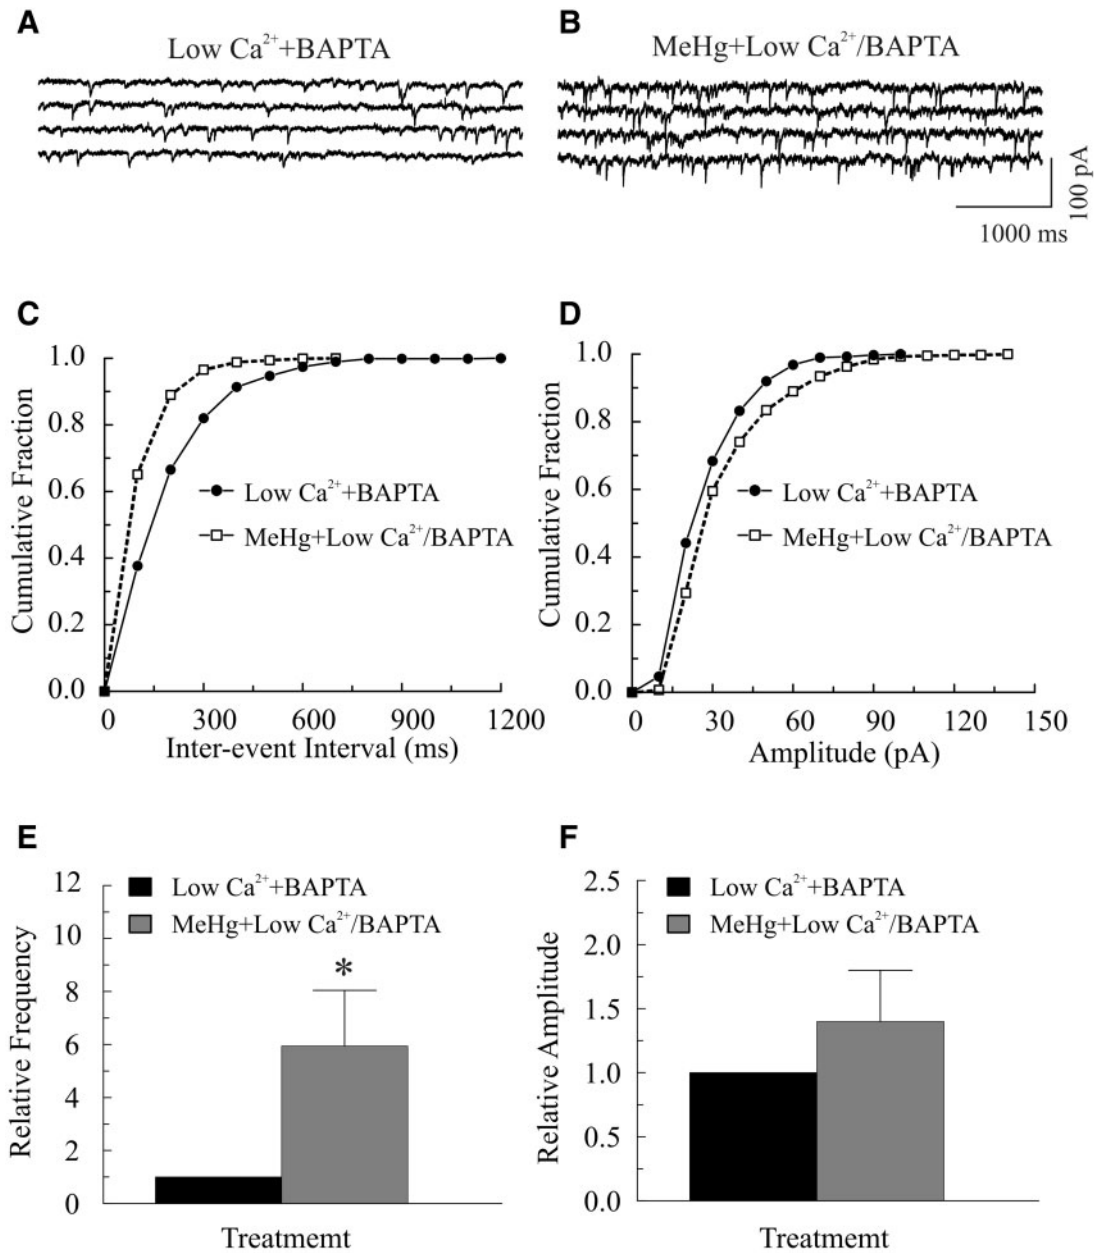 A
Low Ca²⁺+BAPTA
B
MeHg+Low Ca²⁺/BAPTA
100 pA
1000 ms
C
1.0
0.8
0.6
0.4
0.2
0.0
Cumulative Fraction
Low Ca²⁺+BAPTA
MeHg+Low Ca²⁺/BAPTA
0 300 600 900 1200
Inter-event Interval (ms)
D
1.0
0.8
0.6
0.4
0.2
0.0
Cumulative Fraction
Low Ca²⁺+BAPTA
MeHg+Low Ca²⁺/BAPTA
0 30 60 90 120 150
Amplitude (pA)
E
12
10
8
6
4
2
0
Relative Frequency
Low Ca²⁺+BAPTA
MeHg+Low Ca²⁺/BAPTA
*
Treatmemt
F
2.5
2.0
1.5
1.0
0.5
0.0
Relative Amplitude
Low Ca²⁺+BAPTA
MeHg+Low Ca²⁺/BAPTA
Treatmemt